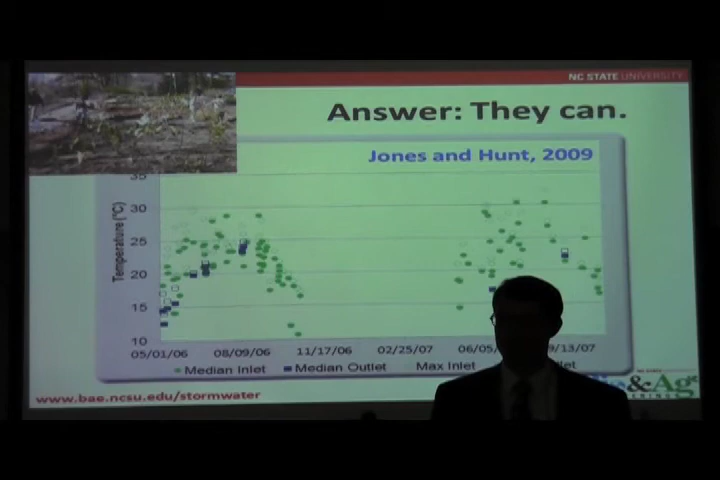 NC STATE UNIVERSITY
Answer: They can.
Jones and Hunt, 2009
Temperature (°C)
35
30
25
20
15
10
05/01/06 08/09/06 11/17/06 02/25/07 06/05/ 9/13/07
Median Inlet Median Outlet Max Inlet
www.bae.ncsu.edu/stormwater
&Ag